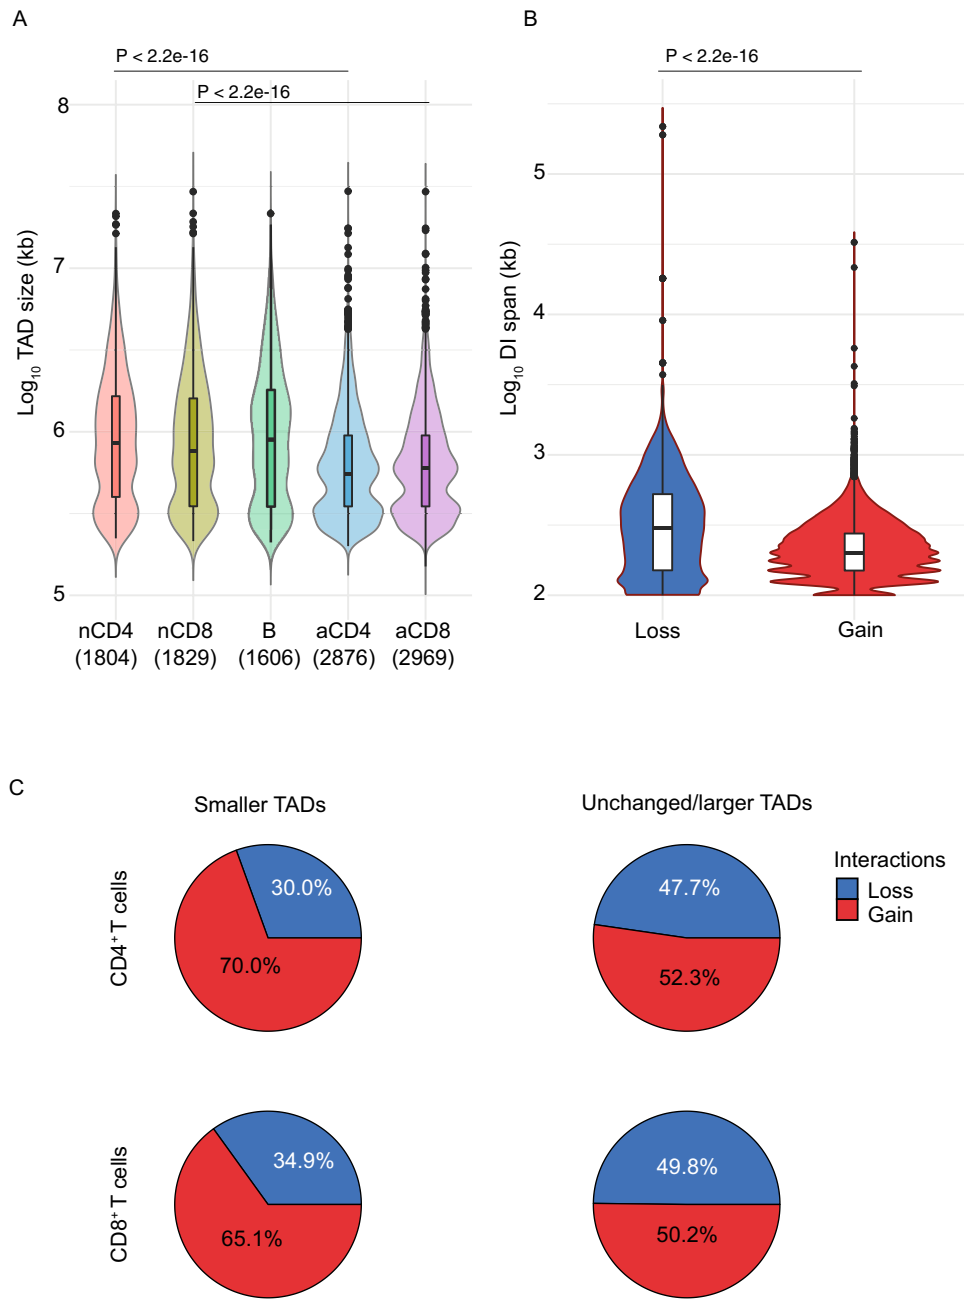 A
P < 2.2e-16
P < 2.2e-16
Log10 TAD size (kb)
8
7
6
5
nCD4 nCD8 B aCD4 aCD8
(1804) (1829) (1606) (2876) (2969)
B
P < 2.2e-16
Log10 DI span (kb)
5
4
3
2
Loss Gain
C
Smaller TADs Unchanged/larger TADs
Interactions
Loss
Gain
CD4+ T cells
30.0%
70.0%
47.7%
52.3%
CD8+ T cells
34.9%
65.1%
49.8%
50.2%